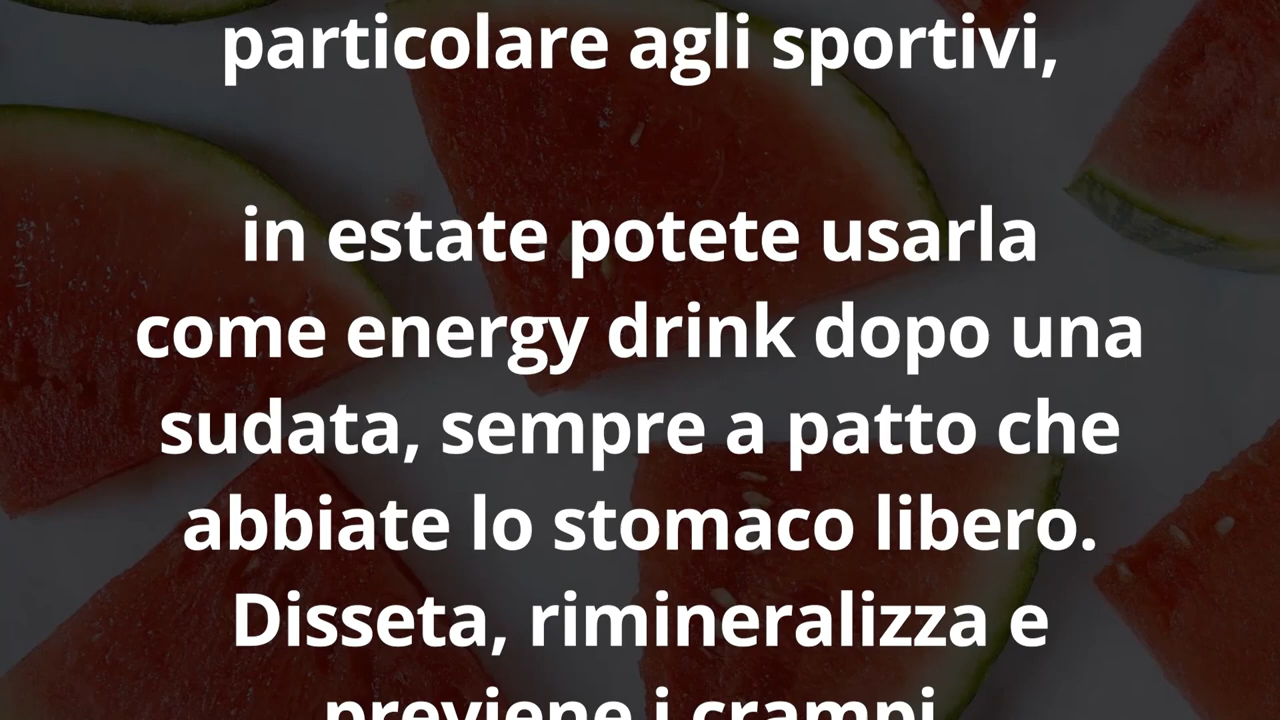 particolare agli sportivi,
in estate potete usarla
come energy drink dopo una
sudata, sempre a patto che
abbiate lo stomaco libero.
Disseta, rimineralizza e
previene i crampi